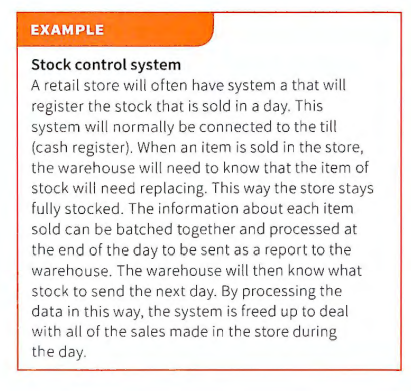 EXAMPLE
Stock control system
A retail store will often have system a that will
register the stock that is sold in a day. This
system will normally be connected to the till
(cash register). When an item is sold in the store,
the warehouse will need to know that the item of
stock will need replacing. This way the store stays
fully stocked. The information about each item
sold can be batched together and processed at
the end of the day to be sent as a report to the
warehouse. The warehouse will then know what
stock to send the next day. By processing the
data in this way, the system is freed up to deal
with all of the sales made in the store during
the day.